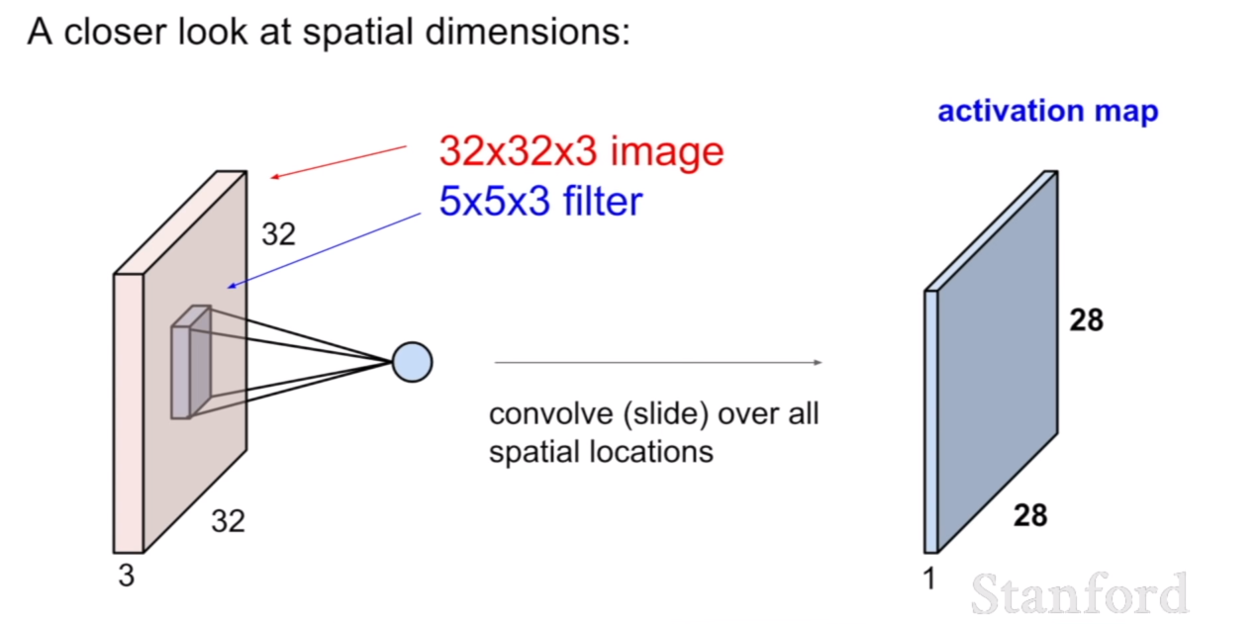 A closer look at spatial dimensions:
activation map
32x32x3 image
5x5x3 filter
32
28
convolve (slide) over all
spatial locations
32
28
3
1
Stanford